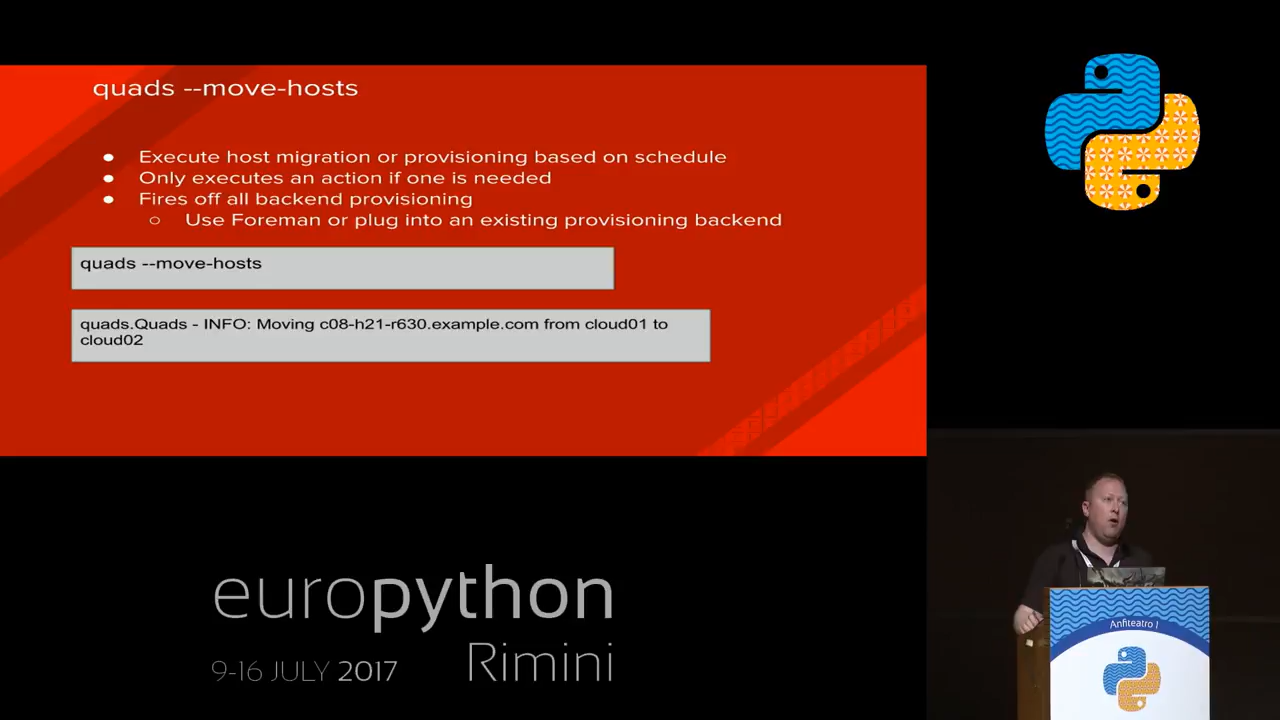 quads --move-hosts
● Execute host migration or provisioning based on schedule
● Only executes an action if one is needed
● Fires off all backend provisioning
○ Use Foreman or plug into an existing provisioning backend
quads --move-hosts
quads.Quads - INFO: Moving c08-h21-r630.example.com from cloud01 to
cloud02
europython
Rimini
9-16 JULY 2017
Anfiteatro I